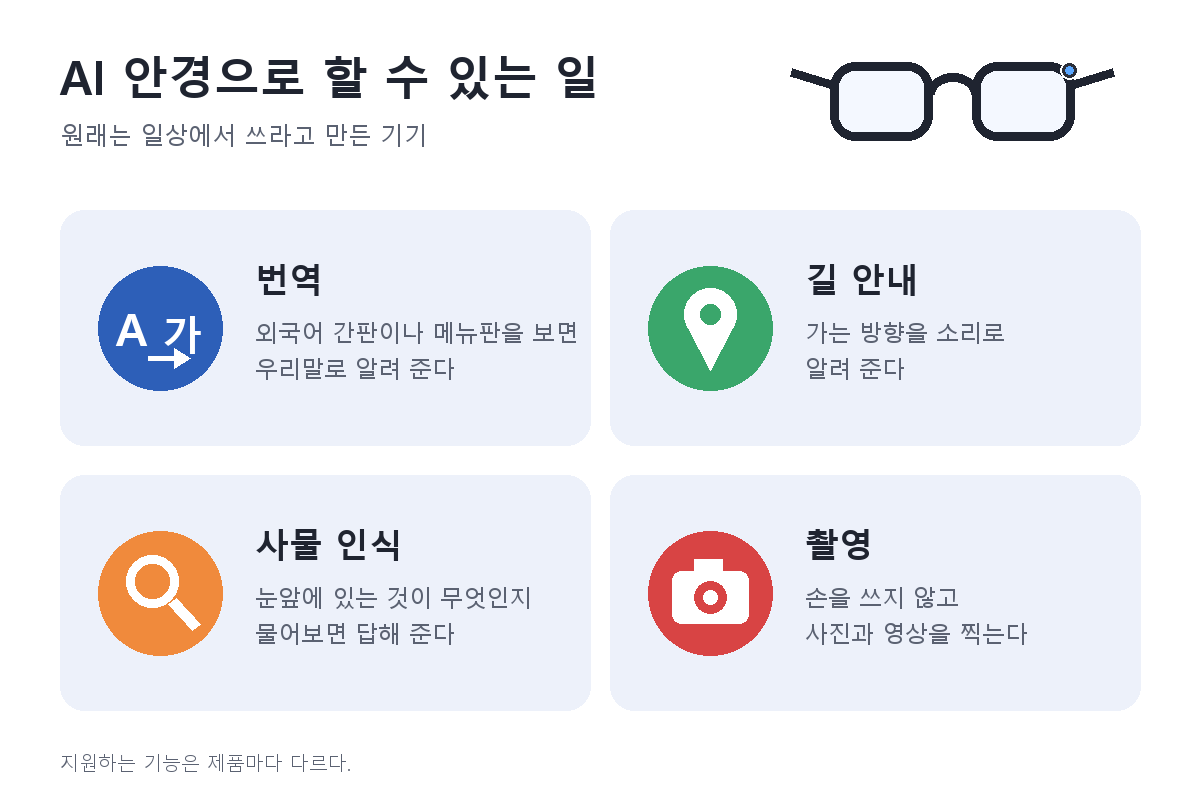 AI 안경으로 할 수 있는 일
원래는 일상에서 쓰라고 만든 기기
A 가
번역
외국어 간판이나 메뉴판을 보면
우리말로 알려 준다
길 안내
가는 방향을 소리로
알려 준다
사물 인식
눈앞에 있는 것이 무엇인지
물어보면 답해 준다
촬영
손을 쓰지 않고
사진과 영상을 찍는다
지원하는 기능은 제품마다 다르다.